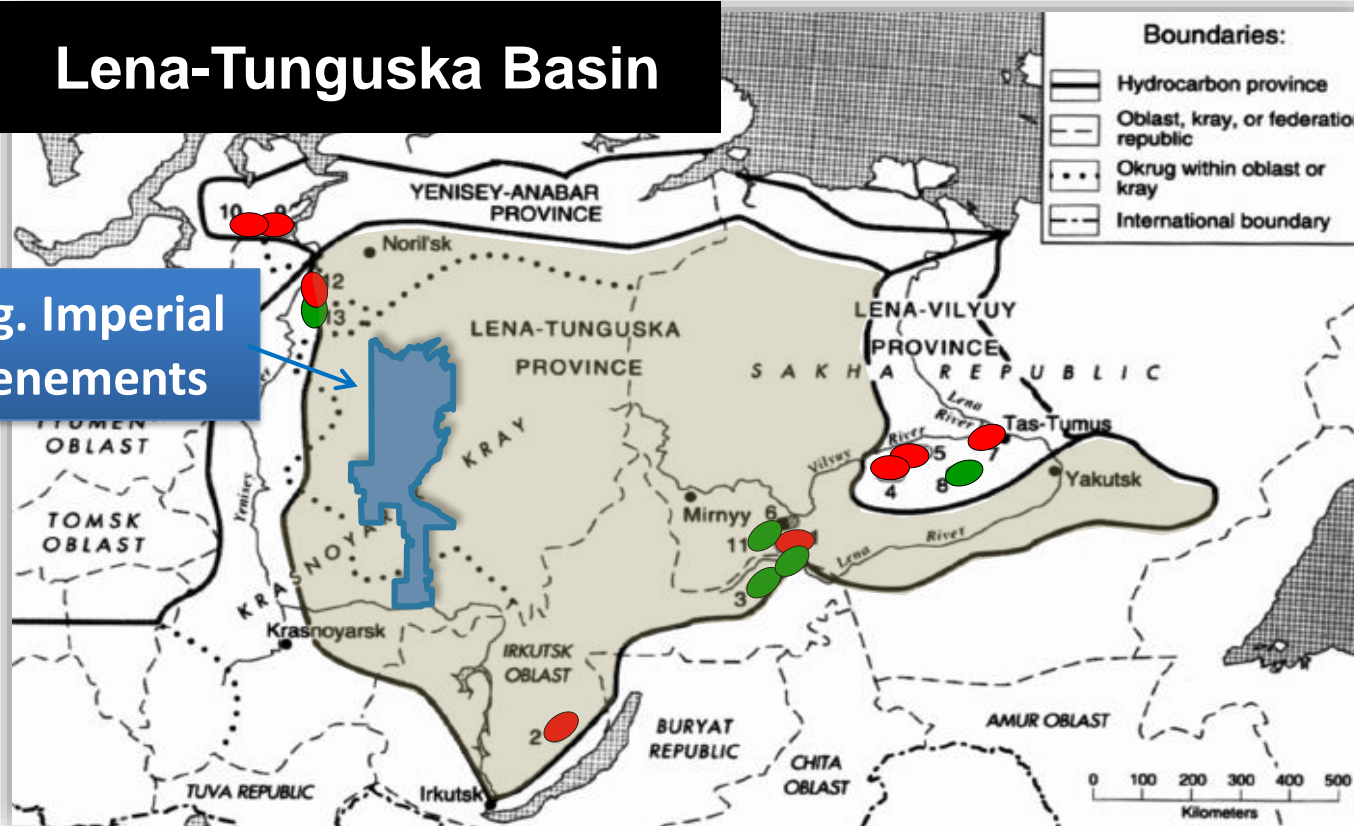 Lena-Tunguska Basin
Boundaries:
Hydrocarbon province
Oblast, kray, or federation
republic
Okrug within oblast or
kray
International boundary
YENISEY-ANABAR
PROVINCE
10 9
Noril'sk
12
13
g. Imperial
enements
LENA-TUNGUSKA
PROVINCE
LENA-VILYUY
PROVINCE
SAKHA REPUBLIC
Lena
River
Tas-Tumus
River
Vilyuy
5
7
4
8
Yakutsk
TYUMEN
OBLAST
Yenisey
TOMSK
OBLAST
KRASNOYARSK KRAY
Mirnyy
6
11
1
3
Lena
River
Krasnoyarsk
IRKUTSK
OBLAST
2
BURYAT
REPUBLIC
AMUR OBLAST
CHITA
OBLAST
TUVA REPUBLIC
Irkutsk
0 100 200 300 400 500
Kilometers